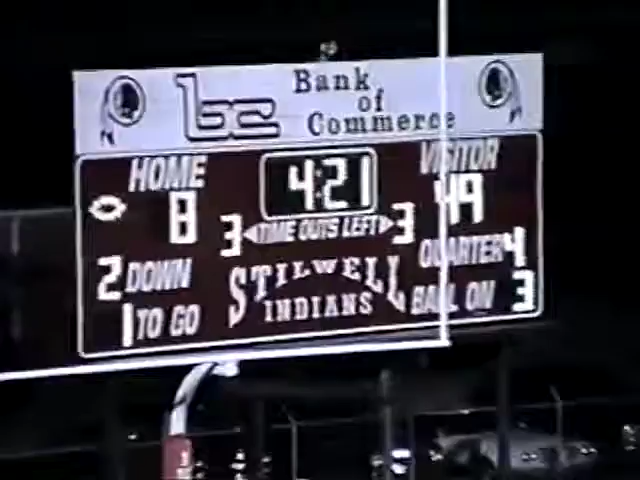 bc Bank
of
Commerce
HOME 4:21 VISITOR
8 49
3 TIME OUTS LEFT 3
2 DOWN QUARTER 4
STILWELL
INDIANS
1 TO GO BALL ON 3